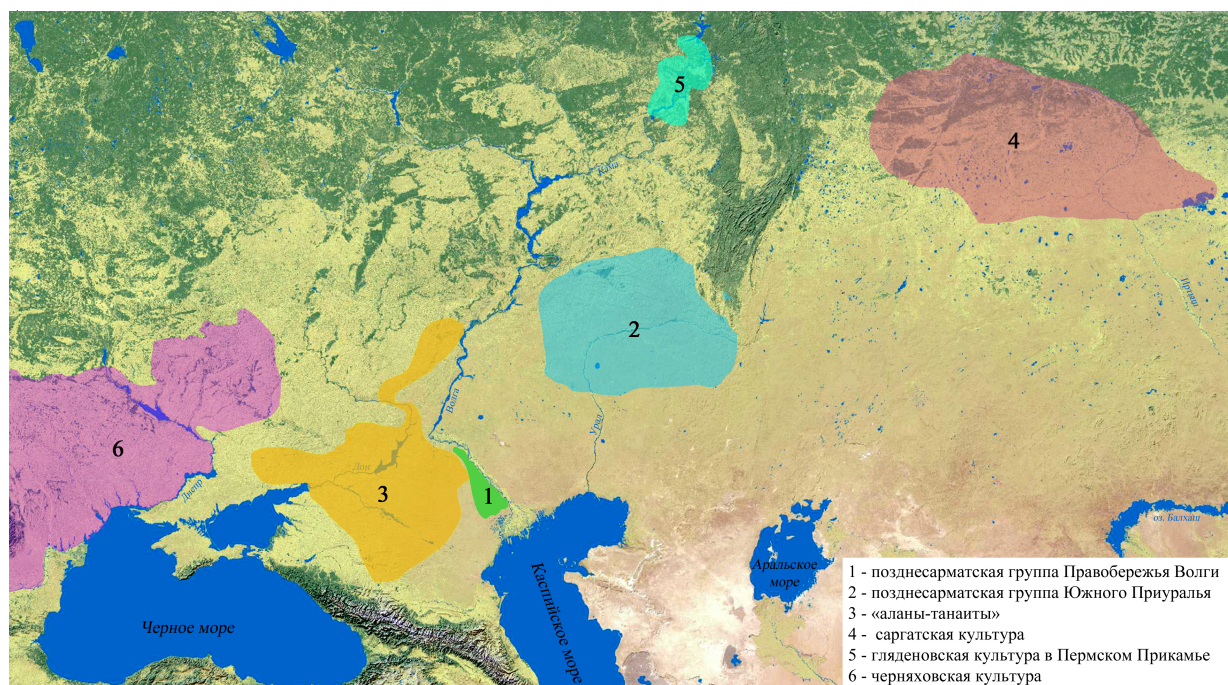 5
4
Кама
2
Иртыш
Волга
6
Урал
Дон
3
1
Днепр
оз. Балхаш
Аральское
море
Каспийское море
Черное море
1 - позднесарматская группа Правобережья Волги
2 - позднесарматская группа Южного Приуралья
3 - «аланы-танаиты»
4 - саргатская культура
5 - гляденовская культура в Пермском Прикамье
6 - черняховская культура